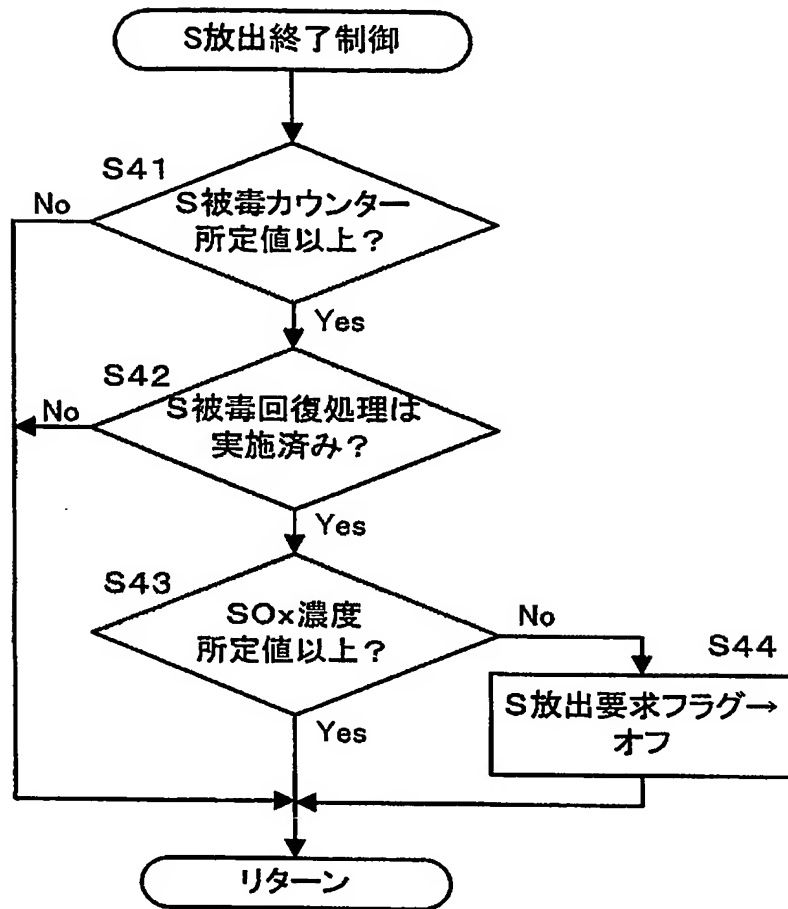 S放出終了制御
S41
No
S被毒カウンター
所定値以上？
Yes
S42
No
S被毒回復処理は
実施済み？
Yes
S43
SOx濃度
所定値以上？
No
S44
S放出要求フラグ→
オフ
Yes
リターン